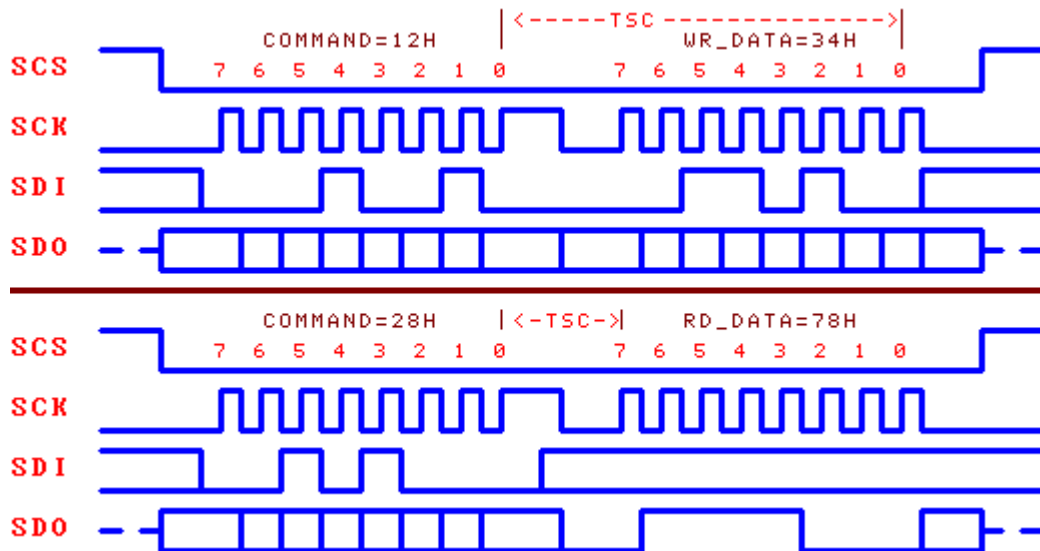 <-----TSC ------------->
COMMAND=12H WR_DATA=34H
SCS 7 6 5 4 3 2 1 0 7 6 5 4 3 2 1 0
SCK
SDI
SDO
COMMAND=28H <-TSC-> RD_DATA=78H
SCS 7 6 5 4 3 2 1 0 7 6 5 4 3 2 1 0
SCK
SDI
SDO